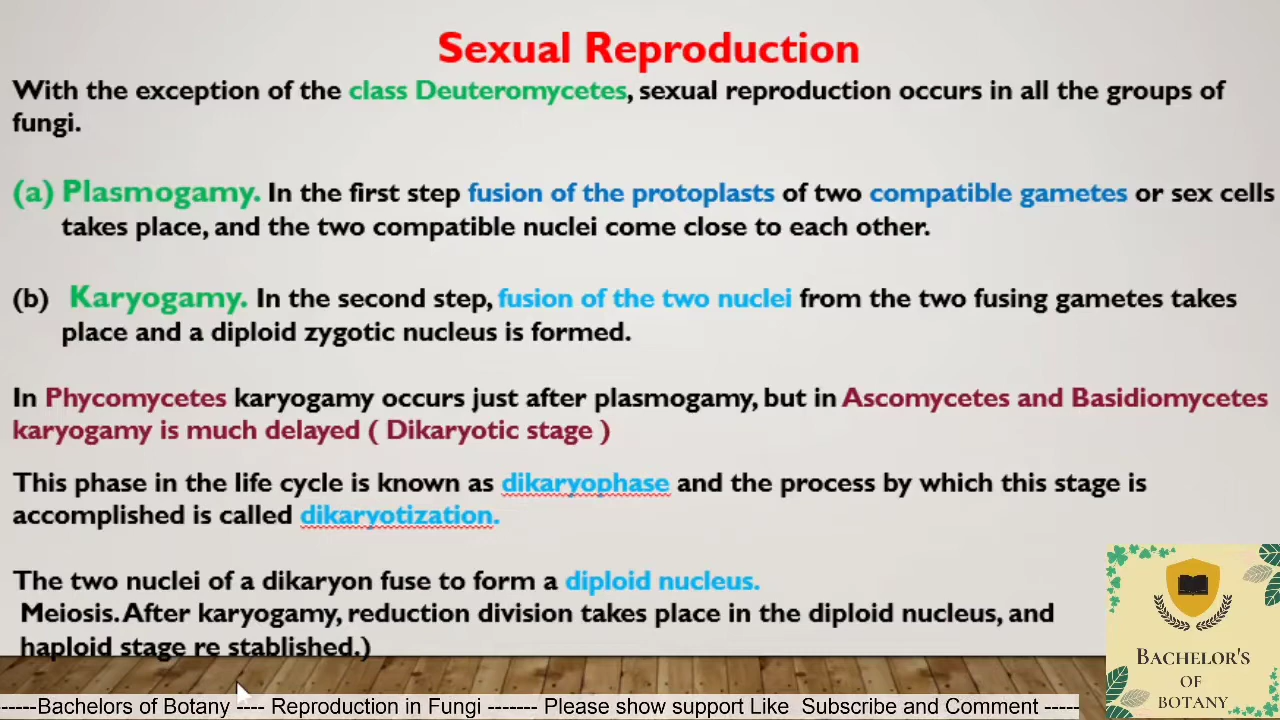 Sexual Reproduction
With the exception of the class Deuteromycetes, sexual reproduction occurs in all the groups of
fungi.
(a) Plasmogamy. In the first step fusion of the protoplasts of two compatible gametes or sex cells
takes place, and the two compatible nuclei come close to each other.
(b) Karyogamy. In the second step, fusion of the two nuclei from the two fusing gametes takes
place and a diploid zygotic nucleus is formed.
In Phycomycetes karyogamy occurs just after plasmogamy, but in Ascomycetes and Basidiomycetes
karyogamy is much delayed ( Dikaryotic stage )
This phase in the life cycle is known as dikaryophase and the process by which this stage is
accomplished is called dikaryotization.
The two nuclei of a dikaryon fuse to form a diploid nucleus.
Meiosis. After karyogamy, reduction division takes place in the diploid nucleus, and
haploid stage re stablished.)
BACHELOR'S
OF
BOTANY
-----Bachelors of Botany ---- Reproduction in Fungi ------- Please show support Like Subscribe and Comment -----